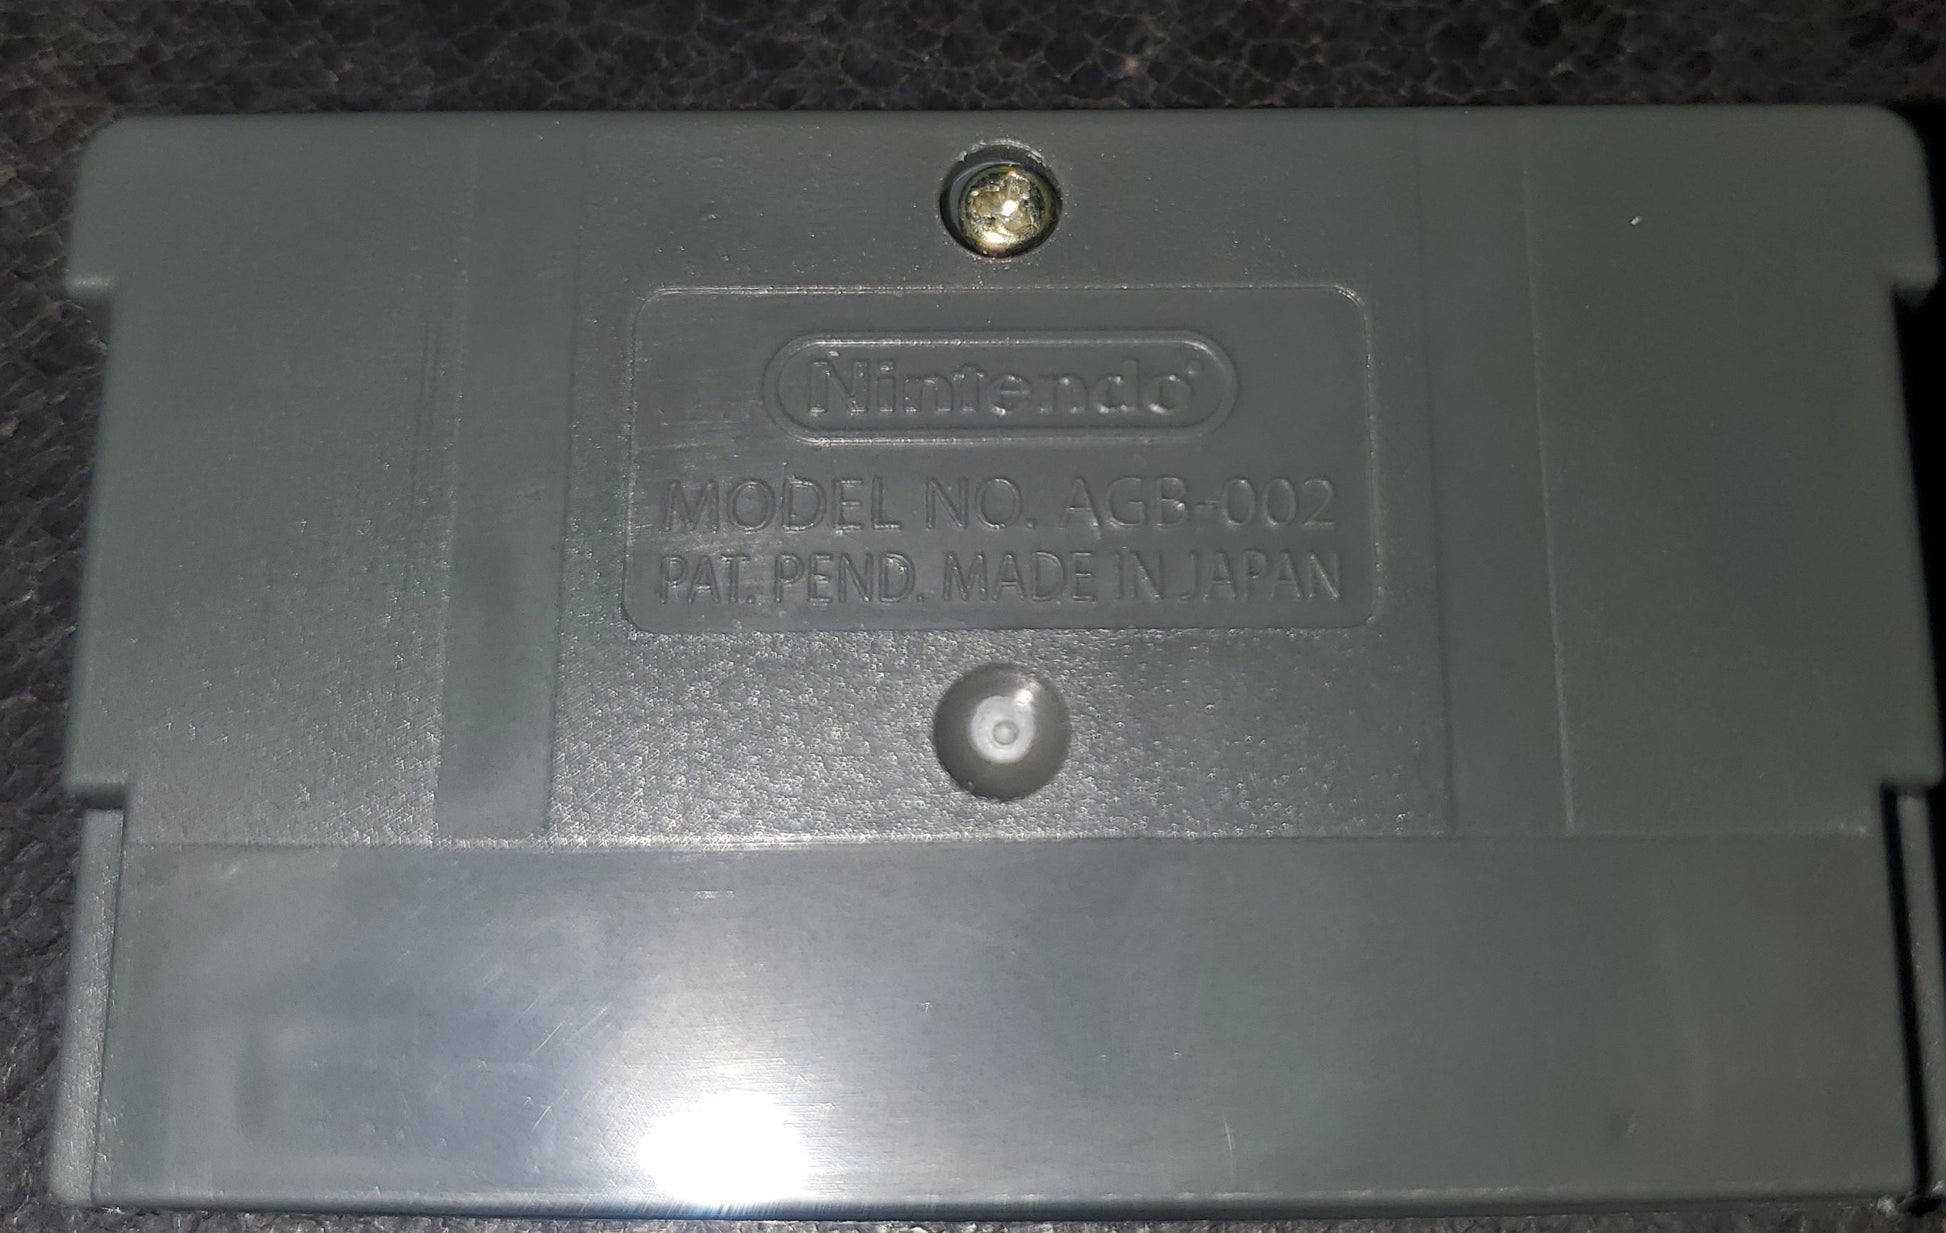 Nintendo
MODEL NO. AGB-002
PAT. PEND. MADE IN JAPAN